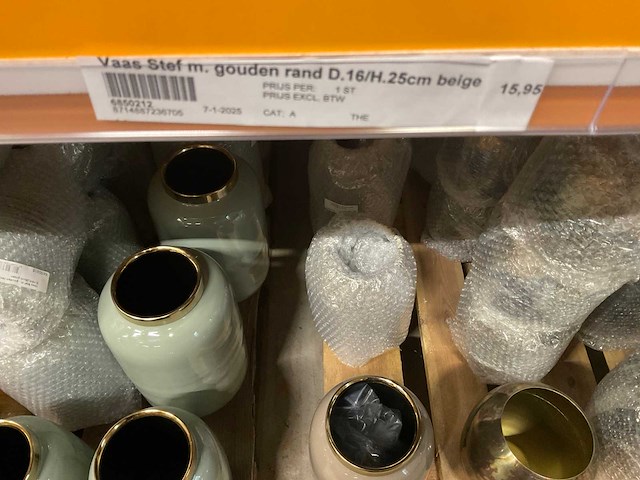 Vaas Stef m. gouden rand D.16/H.25cm beige
15,95
PRIJS PER: 1 ST
PRIJS EXCL. BTW
6850212
8714887236705 7-1-2025 CAT: A THE